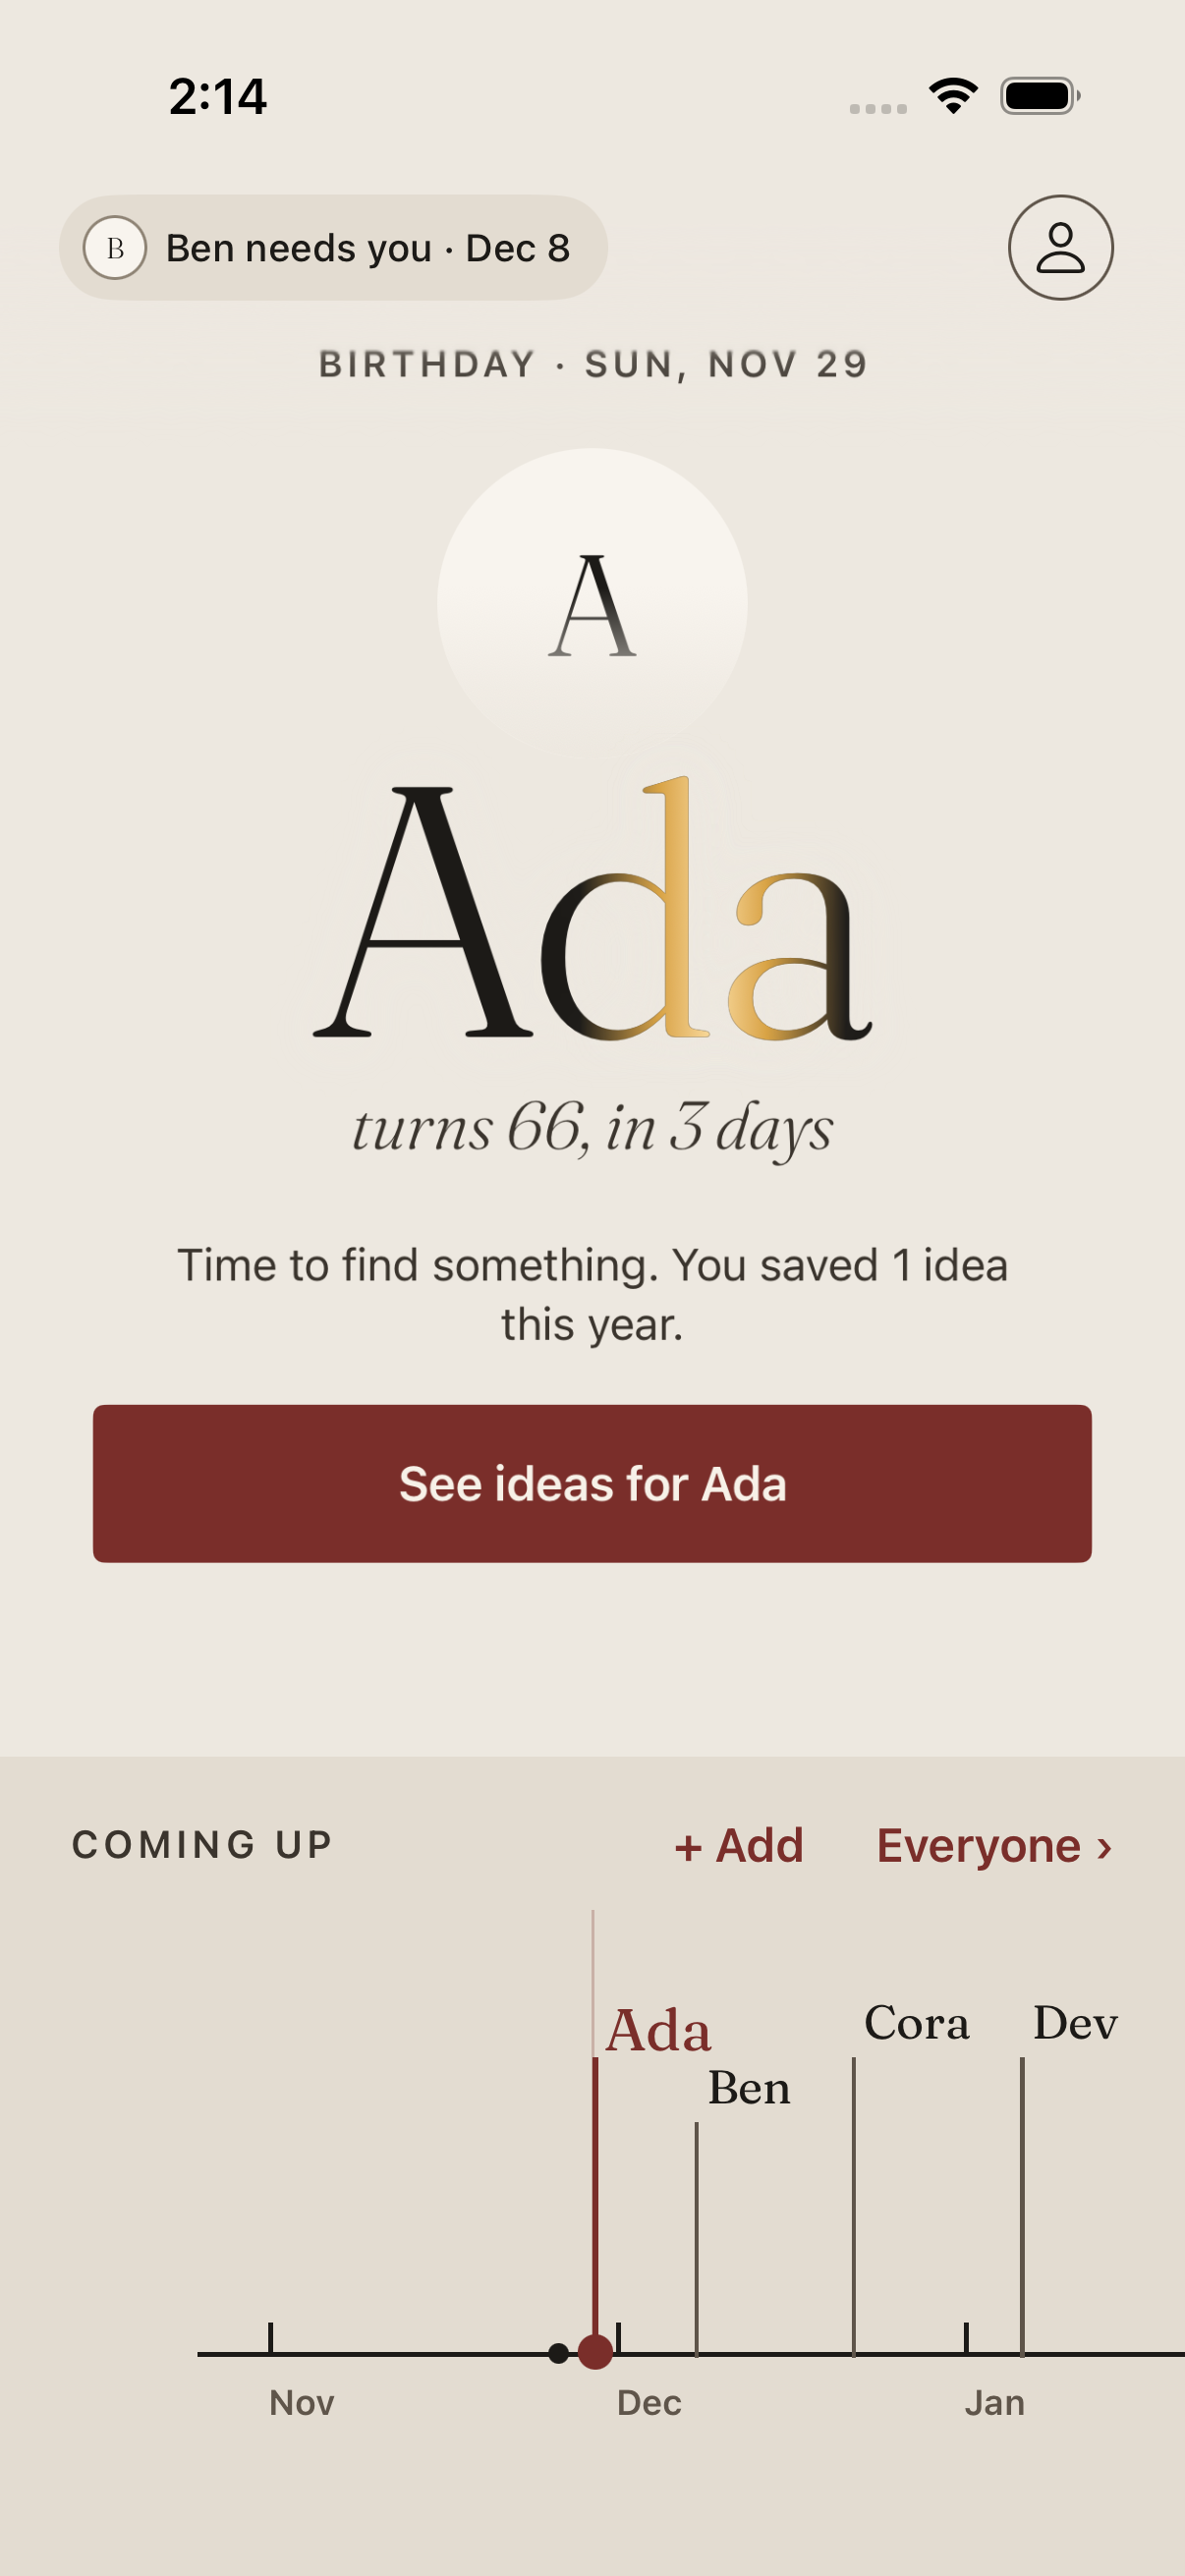 2:14
B Ben needs you · Dec 8
BIRTHDAY · SUN, NOV 29
A
Ada
turns 66, in 3 days
Time to find something. You saved 1 idea
this year.
See ideas for Ada
COMING UP + Add Everyone ›
Ada Cora Dev
Ben
Nov Dec Jan